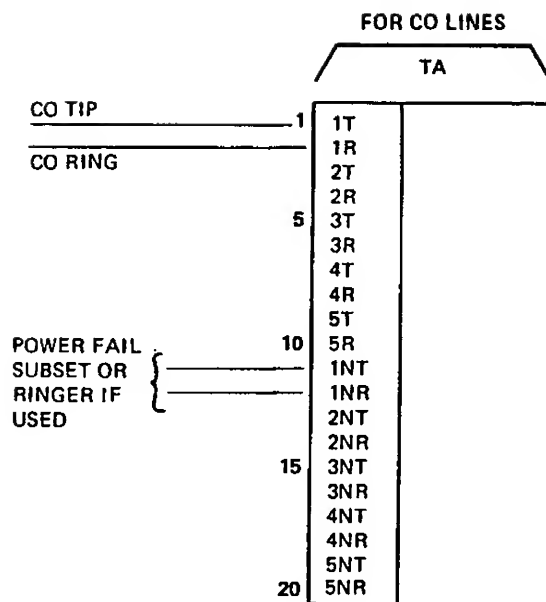 FOR CO LINES
TA
CO TIP
1 1T
1R
CO RING
2T
2R
5 3T
3R
4T
4R
5T
10 5R
POWER FAIL
SUBSET OR
RINGER IF
USED
1NT
1NR
2NT
2NR
15 3NT
3NR
4NT
4NR
5NT
20 5NR